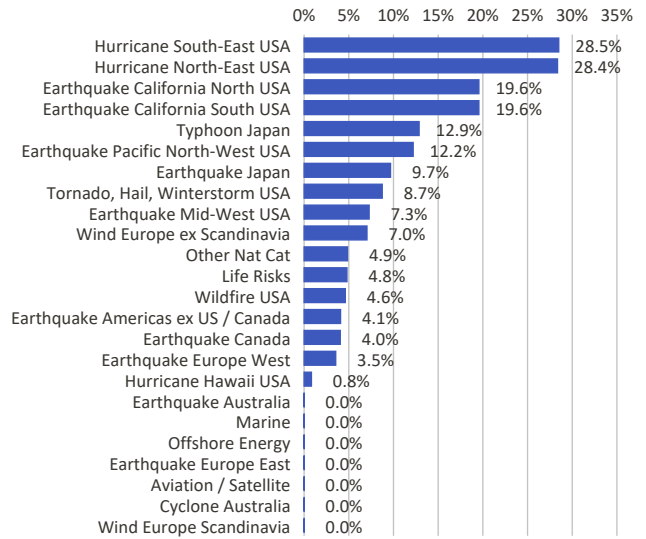 0% 5% 10% 15% 20% 25% 30% 35%
Hurricane South-East USA 28.5%
Hurricane North-East USA 28.4%
Earthquake California North USA 19.6%
Earthquake California South USA 19.6%
Typhoon Japan 12.9%
Earthquake Pacific North-West USA 12.2%
Earthquake Japan 9.7%
Tornado, Hail, Winterstorm USA 8.7%
Earthquake Mid-West USA 7.3%
Wind Europe ex Scandinavia 7.0%
Other Nat Cat 4.9%
Life Risks 4.8%
Wildfire USA 4.6%
Earthquake Americas ex US / Canada 4.1%
Earthquake Canada 4.0%
Earthquake Europe West 3.5%
Hurricane Hawaii USA 0.8%
Earthquake Australia 0.0%
Marine 0.0%
Offshore Energy 0.0%
Earthquake Europe East 0.0%
Aviation / Satellite 0.0%
Cyclone Australia 0.0%
Wind Europe Scandinavia 0.0%